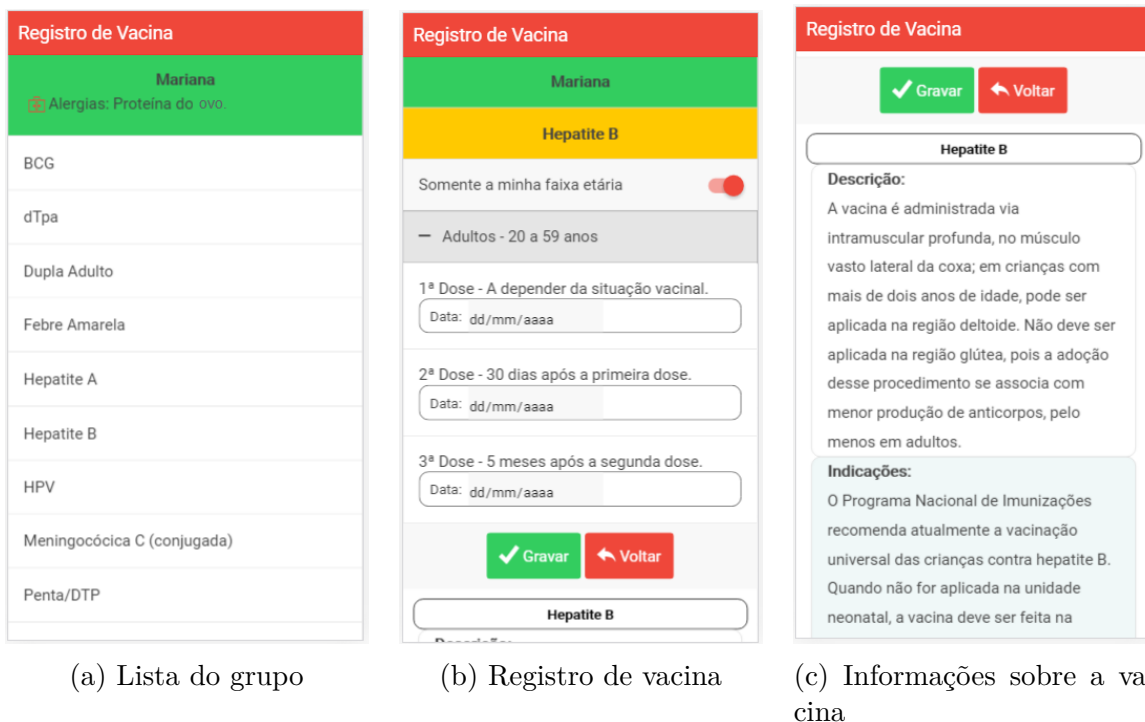 Registro de Vacina
Mariana
Alergias: Proteína do ovo.
BCG
dTpa
Dupla Adulto
Febre Amarela
Hepatite A
Hepatite B
HPV
Meningocócica C (conjugada)
Penta/DTP
(a) Lista do grupo
Registro de Vacina
Mariana
Hepatite B
Somente a minha faixa etária
Adultos - 20 a 59 anos
1ª Dose - A depender da situação vacinal.
Data: dd/mm/aaaa
2ª Dose - 30 dias após a primeira dose.
Data: dd/mm/aaaa
3ª Dose - 5 meses após a segunda dose.
Data: dd/mm/aaaa
Gravar Voltar
Hepatite B
(b) Registro de vacina
Registro de Vacina
Gravar Voltar
Hepatite B
Descrição:
A vacina é administrada via
intramuscular profunda, no músculo
vasto lateral da coxa; em crianças com
mais de dois anos de idade, pode ser
aplicada na região deltoide. Não deve ser
aplicada na região glútea, pois a adoção
desse procedimento se associa com
menor produção de anticorpos, pelo
menos em adultos.
Indicações:
O Programa Nacional de Imunizações
recomenda atualmente a vacinação
universal das crianças contra hepatite B.
Quando não for aplicada na unidade
neonatal, a vacina deve ser feita na
(c) Informações sobre a va
cina